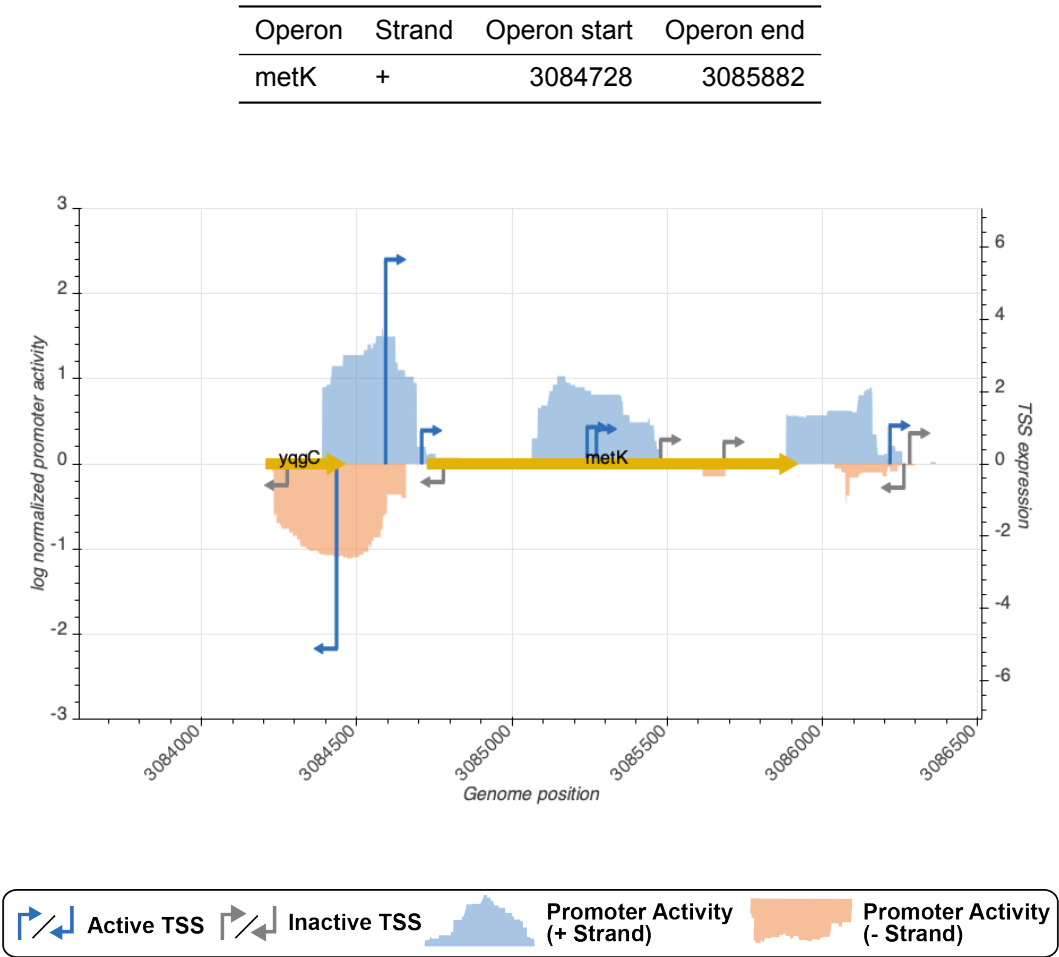 Operon Strand Operon start Operon end
metK + 3084728 3085882
3
2
1
0
-1
-2
-3
log normalized promoter activity
6
4
2
0
-2
-4
-6
TSS expression
yqgC
metK
3084000
3084500
3085000
3085500
3086000
3086500
Genome position
Active TSS
Inactive TSS
Promoter Activity
(+ Strand)
Promoter Activity
(- Strand)